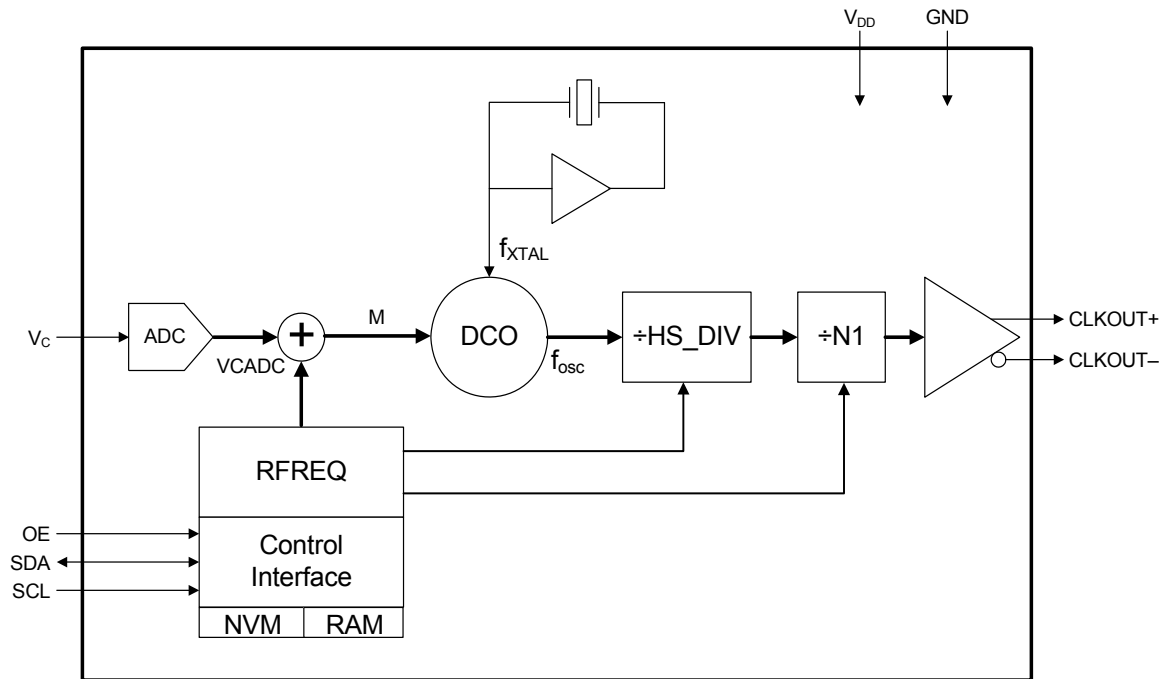 VDD
GND
fXTAL
VC
ADC
VCADC
+
M
DCO
fosc
÷HS_DIV
÷N1
CLKOUT+
CLKOUT–
RFREQ
OE
SDA
SCL
Control
Interface
NVM
RAM